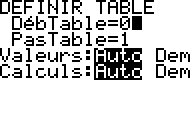 DEFINIR TABLE
DébTable=0
PasTable=1
Valeurs:Auto Dem
Calculs:Auto Dem